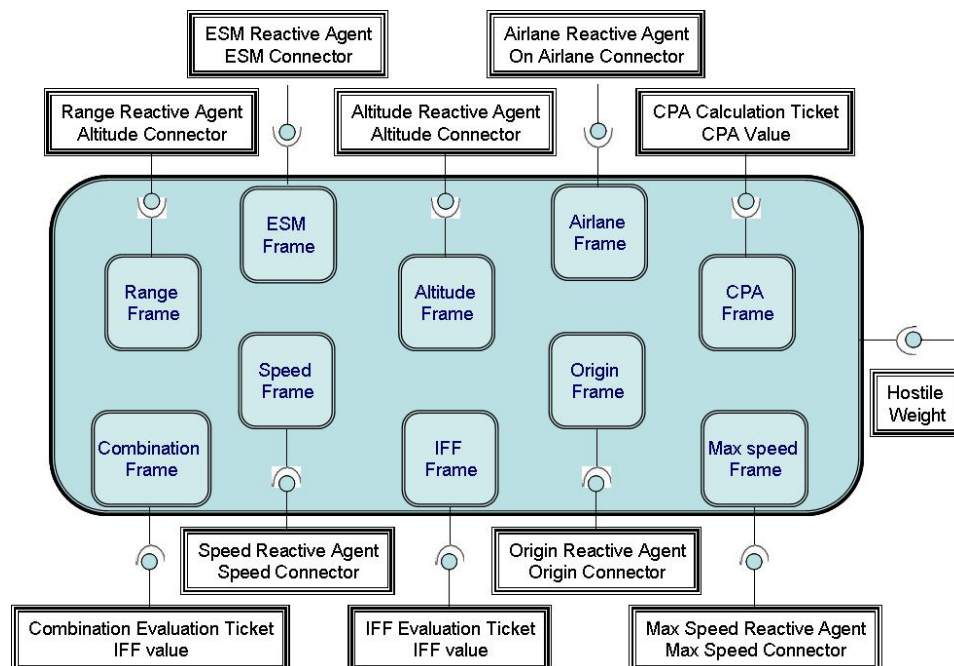 ESM Reactive Agent
ESM Connector
Airlane Reactive Agent
On Airlane Connector
Range Reactive Agent
Altitude Connector
Altitude Reactive Agent
Altitude Connector
CPA Calculation Ticket
CPA Value
ESM
Frame
Airlane
Frame
Range
Frame
Altitude
Frame
CPA
Frame
Speed
Frame
Origin
Frame
Hostile
Weight
Combination
Frame
IFF
Frame
Max speed
Frame
Speed Reactive Agent
Speed Connector
Origin Reactive Agent
Origin Connector
Combination Evaluation Ticket
IFF value
IFF Evaluation Ticket
IFF value
Max Speed Reactive Agent
Max Speed Connector